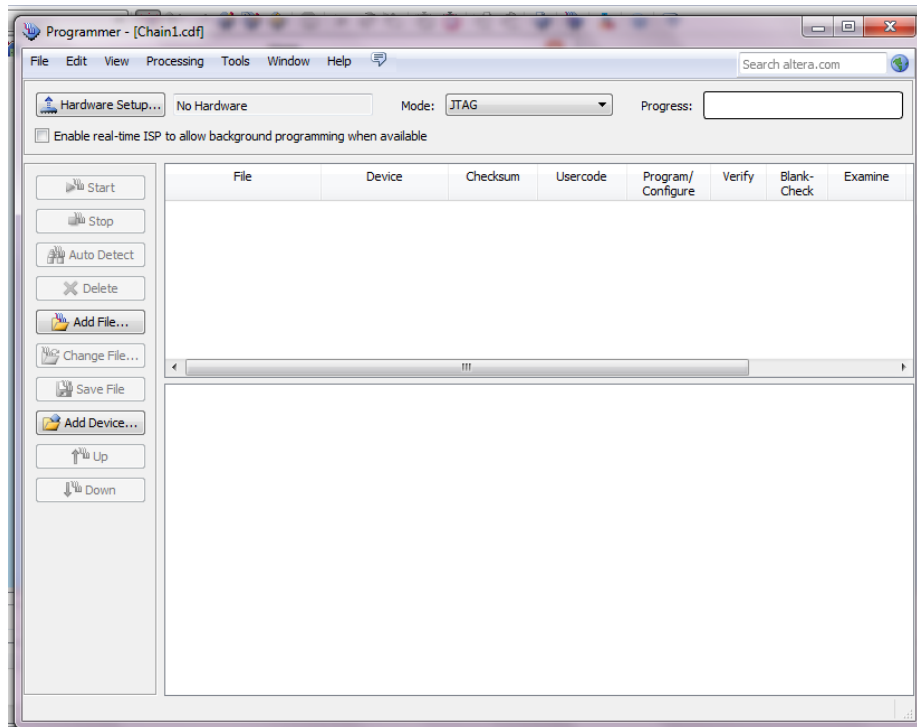 Programmer - [Chain1.cdf]
File Edit View Processing Tools Window Help
Search altera.com
Hardware Setup... No Hardware Mode: JTAG Progress:
Enable real-time ISP to allow background programming when available
File Device Checksum Usercode Program/ Configure Verify Blank- Check Examine
Start
Stop
Auto Detect
Delete
Add File...
Change File...
Save File
Add Device...
Up
Down